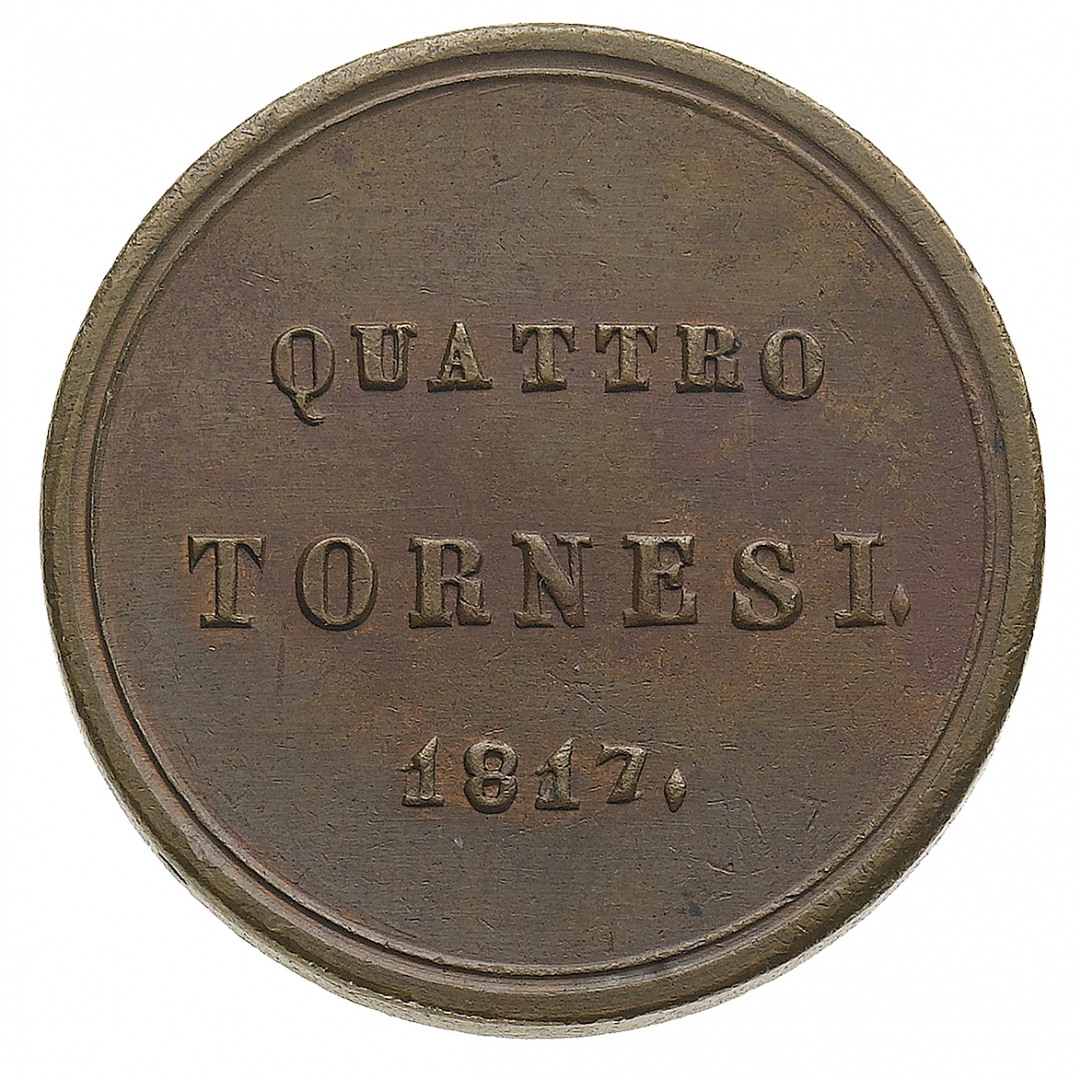 QUATTRO
TORNESI.
1817.